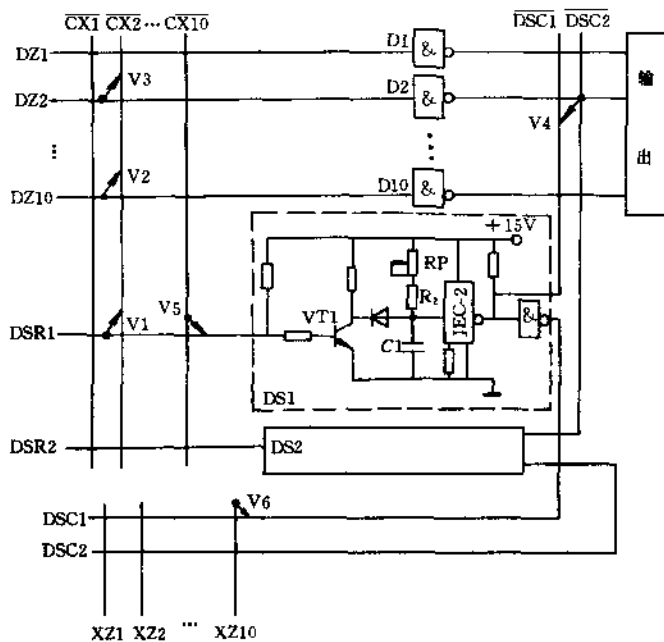 CX1 CX2 … CX10
DSC1 DSC2
DZ1
D1
&
输
出
V3
D2
DZ2
&
V4
⋮
V2
D10
DZ10
&
+15V
RP
R₂
V5
IEC-2
&
V1
VT1
C1
DSR1
DS1
DSR2
DS2
V6
DSC1
DSC2
XZ1 XZ2 … XZ10